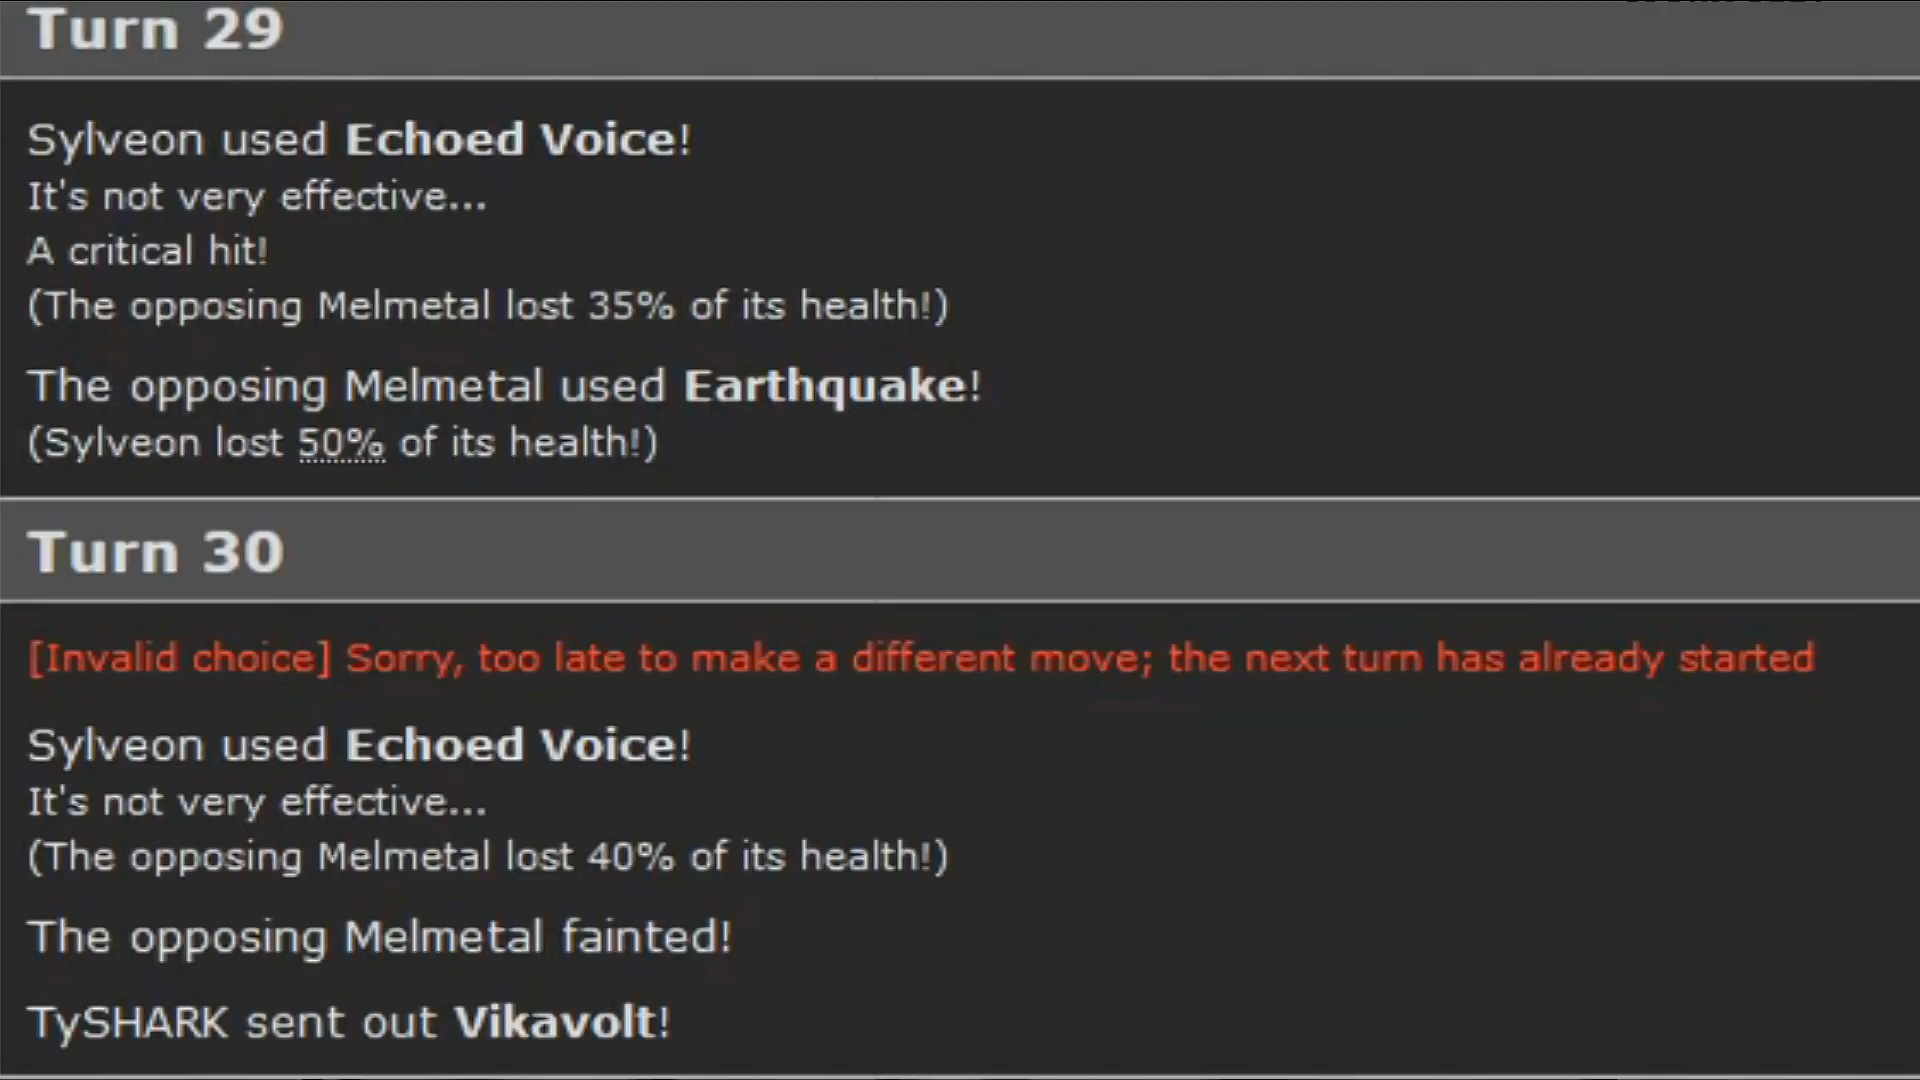 Turn 29
Sylveon used Echoed Voice!
It's not very effective...
A critical hit!
(The opposing Melmetal lost 35% of its health!)
The opposing Melmetal used Earthquake!
(Sylveon lost 50% of its health!)
Turn 30
[Invalid choice] Sorry, too late to make a different move; the next turn has already started
Sylveon used Echoed Voice!
It's not very effective...
(The opposing Melmetal lost 40% of its health!)
The opposing Melmetal fainted!
TySHARK sent out Vikavolt!